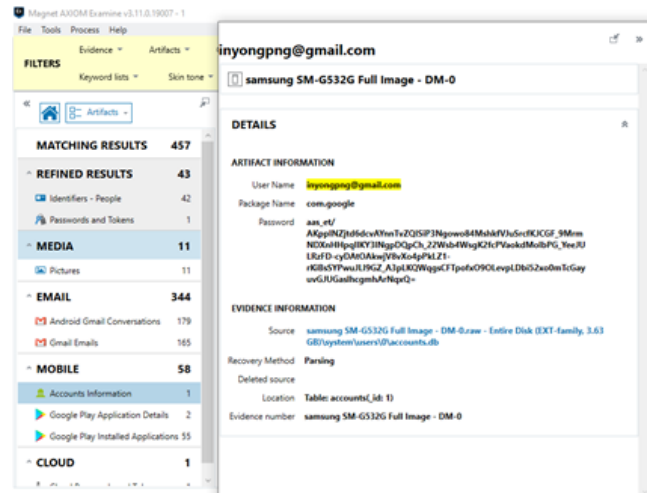 Magnet AXIOM Examine v3.11.0.19007 - 1
File Tools Process Help
FILTERS
Evidence
Artifacts
Keyword lists
Skin tone
Artifacts
MATCHING RESULTS 457
REFINED RESULTS 43
Identifiers - People 42
Passwords and Tokens 1
MEDIA 11
Pictures 11
EMAIL 344
Android Gmail Conversations 179
Gmail Emails 165
MOBILE 58
Accounts Information 1
Google Play Application Details 2
Google Play Installed Applications 55
CLOUD 1
inyongpng@gmail.com
samsung SM-G532G Full Image - DM-0
DETAILS
ARTIFACT INFORMATION
User Name inyongpng@gmail.com
Package Name com.google
Password aas_et/
EVIDENCE INFORMATION
Source samsung SM-G532G Full Image - DM-0.raw - Entire Disk (EXT-family, 3.63
GB)\system\users\0\accounts.db
Recovery Method Parsing
Deleted source
Location Table: accounts(_id: 1)
Evidence number samsung SM-G532G Full Image - DM-0